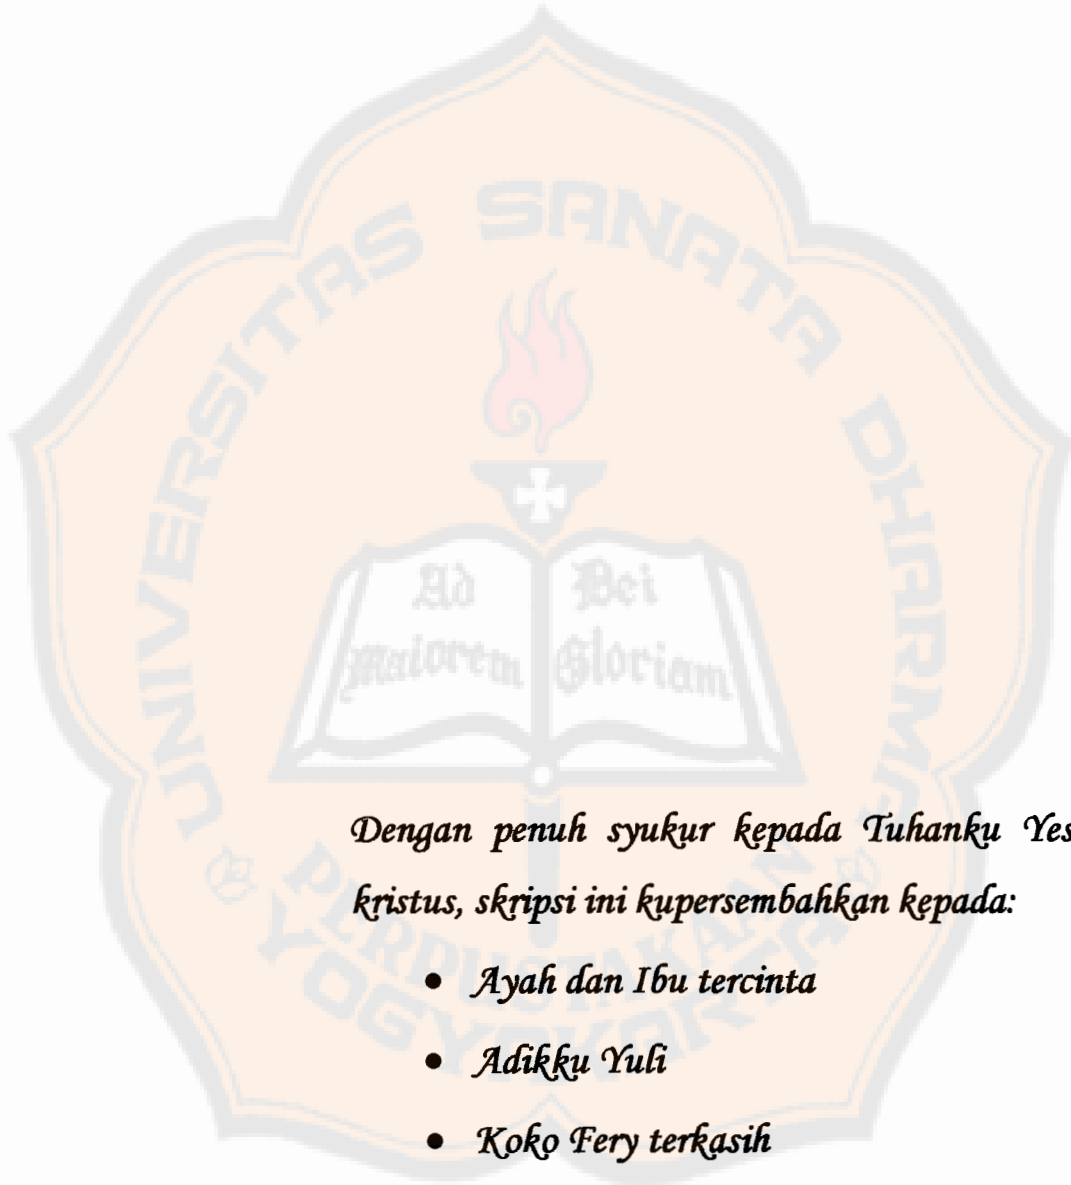 UNIVERSITAS SANATA DHARMA
Ad Dei
maiorem Gloriam
PERPUSTAKAAN
YOGYAKARTA
Dengan penuh syukur kepada Tuhanku Yes
kristus, skripsi ini kupersembahkan kepada:
• Ayah dan Ibu tercinta
• Adikku Yuli
• Koko Fery terkasih